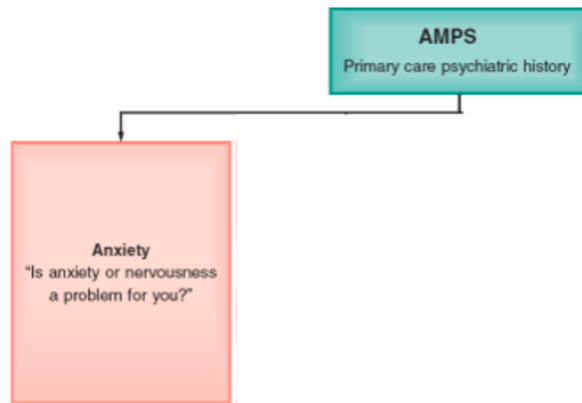 AMPS
Primary care psychiatric history
Anxiety
“Is anxiety or nervousness
a problem for you?”